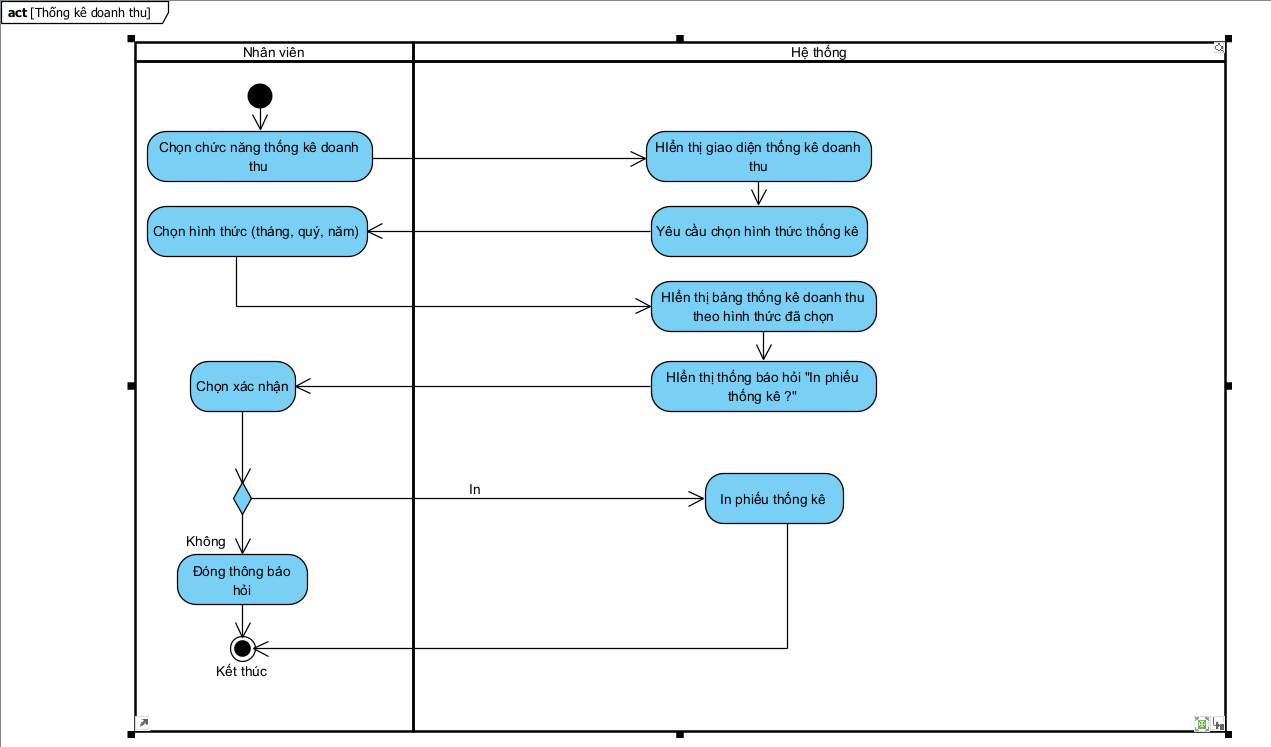 act [Thống kê doanh thu]
Nhân viên
Hệ thống
Chọn chức năng thống kê doanh
thu
HIển thị giao diện thống kê doanh
thu
Chọn hình thức (tháng, quý, năm)
Yêu cầu chọn hình thức thống kê
HIển thị bảng thống kê doanh thu
theo hình thức đã chọn
Chọn xác nhận
HIển thị thống báo hỏi "In phiếu
thống kê ?"
In
In phiếu thống kê
Không
Đóng thông báo
hỏi
Kết thúc